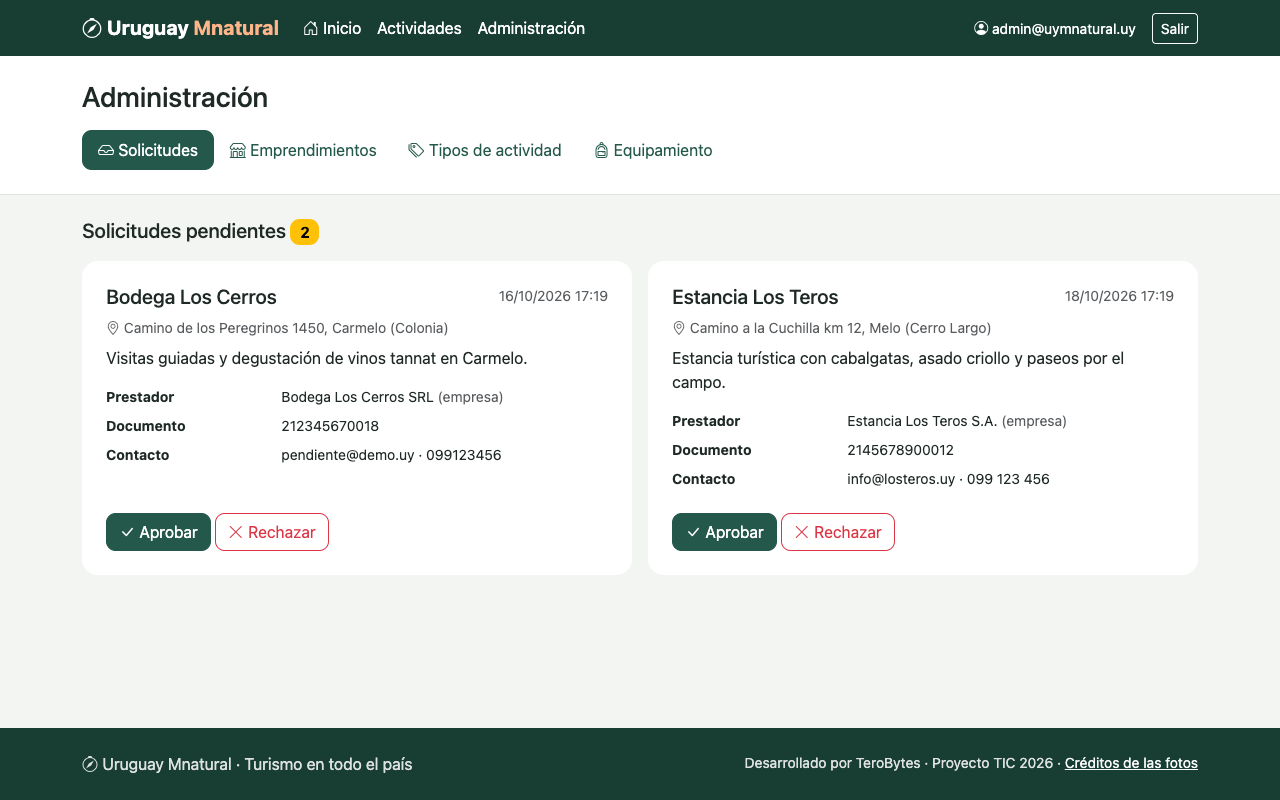 Uruguay Mnatural Inicio Actividades Administración admin@uymnatural.uy Salir
Administración
Solicitudes Emprendimientos Tipos de actividad Equipamiento
Solicitudes pendientes 2
Bodega Los Cerros 16/10/2026 17:19
Camino de los Peregrinos 1450, Carmelo (Colonia)
Visitas guiadas y degustación de vinos tannat en Carmelo.
Prestador Bodega Los Cerros SRL (empresa)
Documento 212345670018
Contacto pendiente@demo.uy · 099123456
Aprobar Rechazar
Estancia Los Teros 18/10/2026 17:19
Camino a la Cuchilla km 12, Melo (Cerro Largo)
Estancia turística con cabalgatas, asado criollo y paseos por el
campo.
Prestador Estancia Los Teros S.A. (empresa)
Documento 2145678900012
Contacto info@losteros.uy · 099 123 456
Aprobar Rechazar
Uruguay Mnatural · Turismo en todo el país
Desarrollado por TeroBytes · Proyecto TIC 2026 · Créditos de las fotos